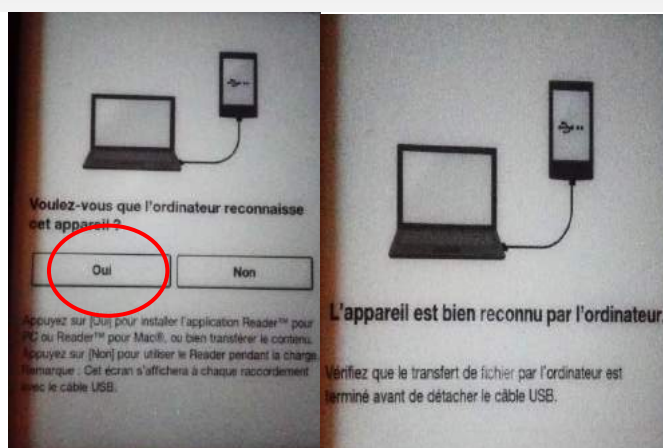 Voulez-vous que l'ordinateur reconnaisse
cet appareil ?
Oui
Non
Appuyez sur [Oui] pour installer l'application Reader™ pour
PC ou Reader™ pour Mac®, ou bien transférer le contenu.
Appuyez sur [Non] pour utiliser le Reader pendant la charge.
Remarque : Cet écran s'affichera à chaque raccordement
avec le câble USB.
L'appareil est bien reconnu par l'ordinateur.
Vérifiez que le transfert de fichier par l'ordinateur est
terminé avant de détacher le câble USB.